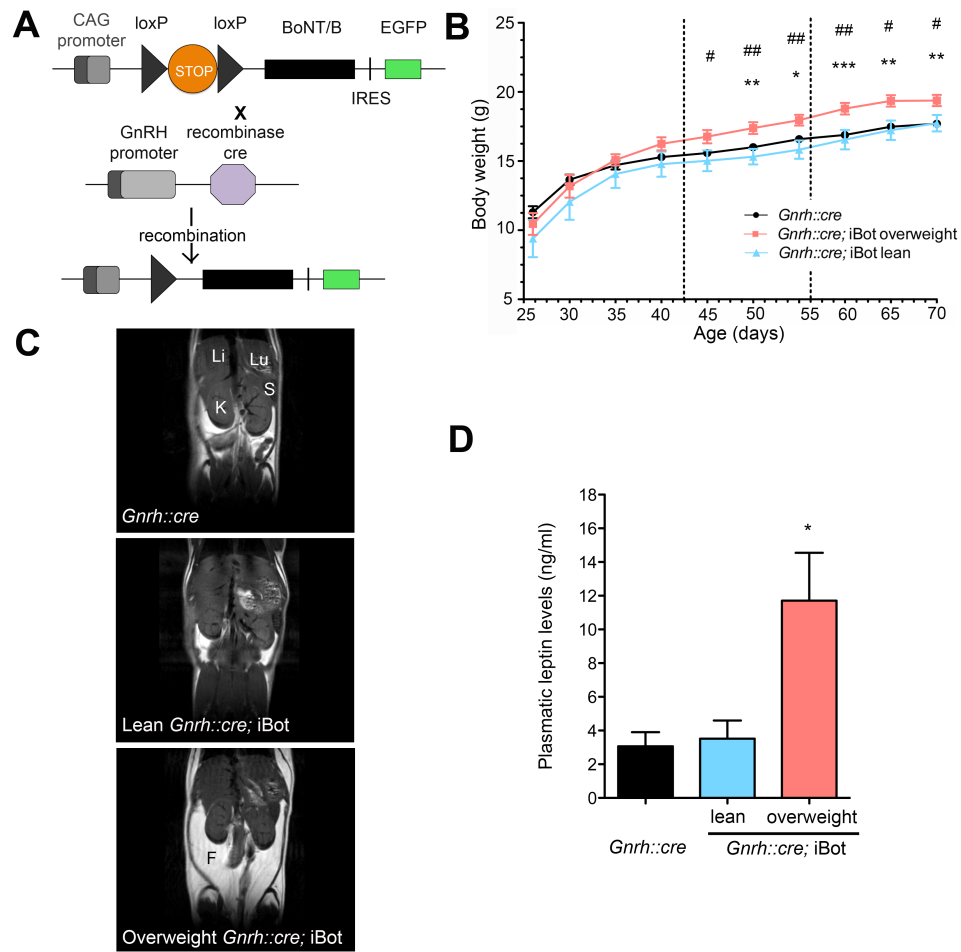 A
CAG
promoter
loxP
loxP
BoNT/B
EGFP
STOP
IRES
X
GnRH
promoter
recombinase
cre
recombination
B
Body weight (g)
25
20
15
10
5
# ## ## ## # #
** * *** ** **
Gnrh::cre
Gnrh::cre; iBot overweight
Gnrh::cre; iBot lean
25 30 35 40 45 50 55 60 65 70
Age (days)
C
Li
Lu
S
K
Gnrh::cre
Lean Gnrh::cre; iBot
F
Overweight Gnrh::cre; iBot
D
Plasmatic leptin levels (ng/ml)
18
16
14
12
10
8
6
4
2
0
*
lean overweight
Gnrh::cre Gnrh::cre; iBot